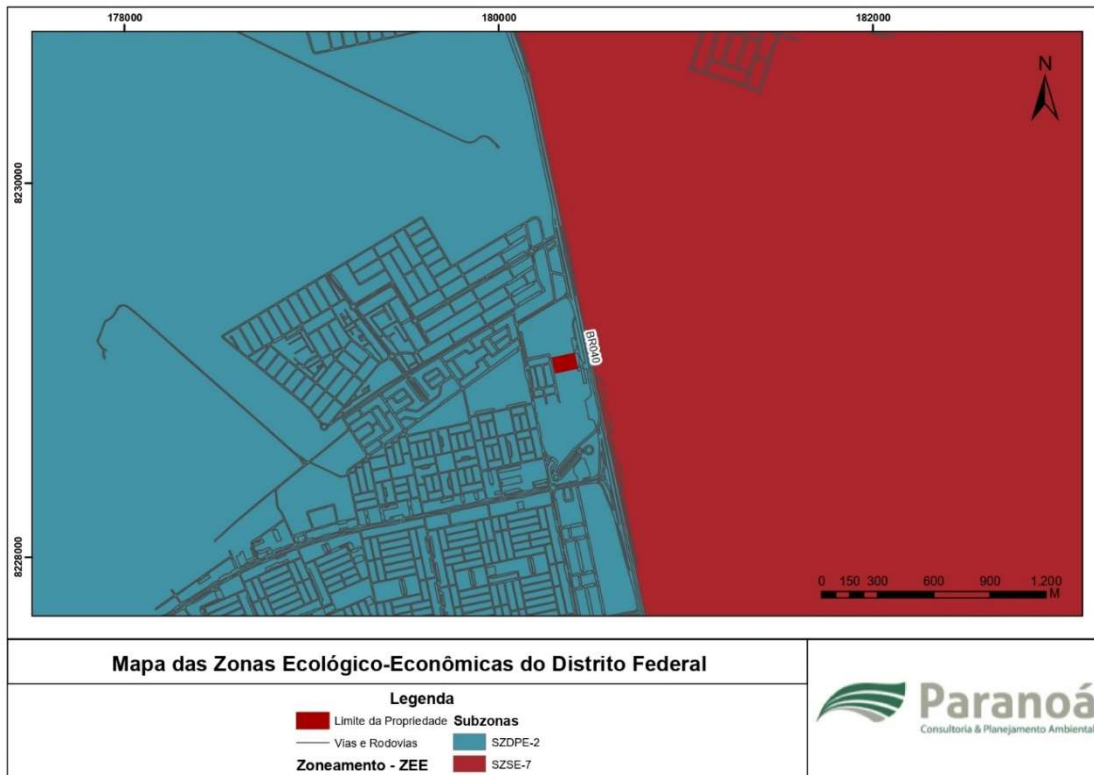 178000 180000 182000
N
8230000
BR040
8228000
0 150 300 600 900 1.200
M
Mapa das Zonas Ecológico-Econômicas do Distrito Federal
Legenda
Limite da Propriedade
Vias e Rodovias
Zoneamento - ZEE
Subzonas
SZDPE-2
SZSE-7
Paranoá
Consultoria & Planejamento Ambiental